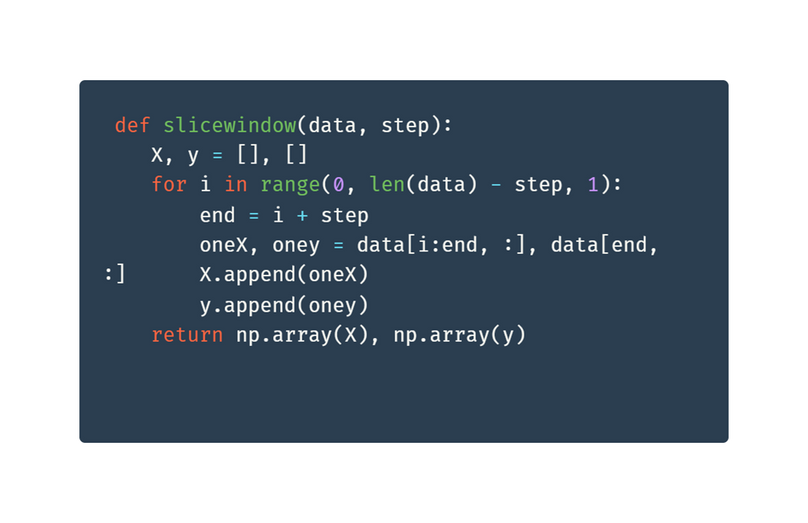 def slicewindow(data, step):
X, y = [], []
for i in range(0, len(data) - step, 1):
end = i + step
oneX, oney = data[i:end, :], data[end,
:] X.append(oneX)
y.append(oney)
return np.array(X), np.array(y)